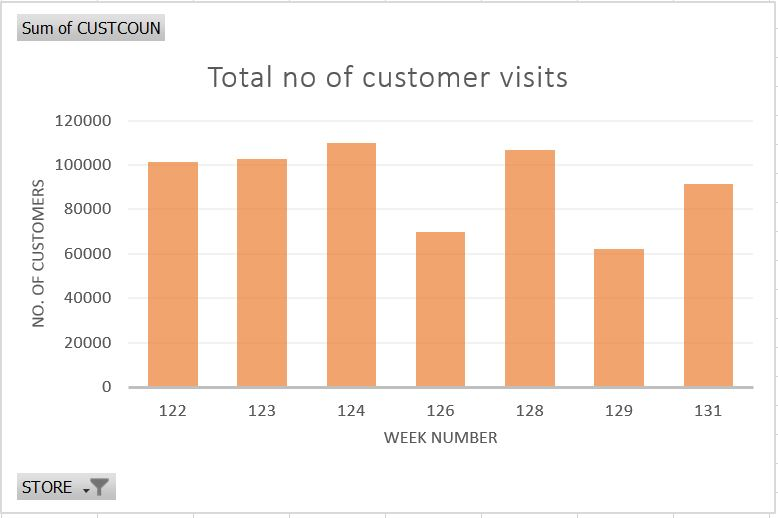 Sum of CUSTCOUN
Total no of customer visits
120000
100000
80000
60000
40000
20000
0
NO. OF CUSTOMERS
122 123 124 126 128 129 131
WEEK NUMBER
STORE